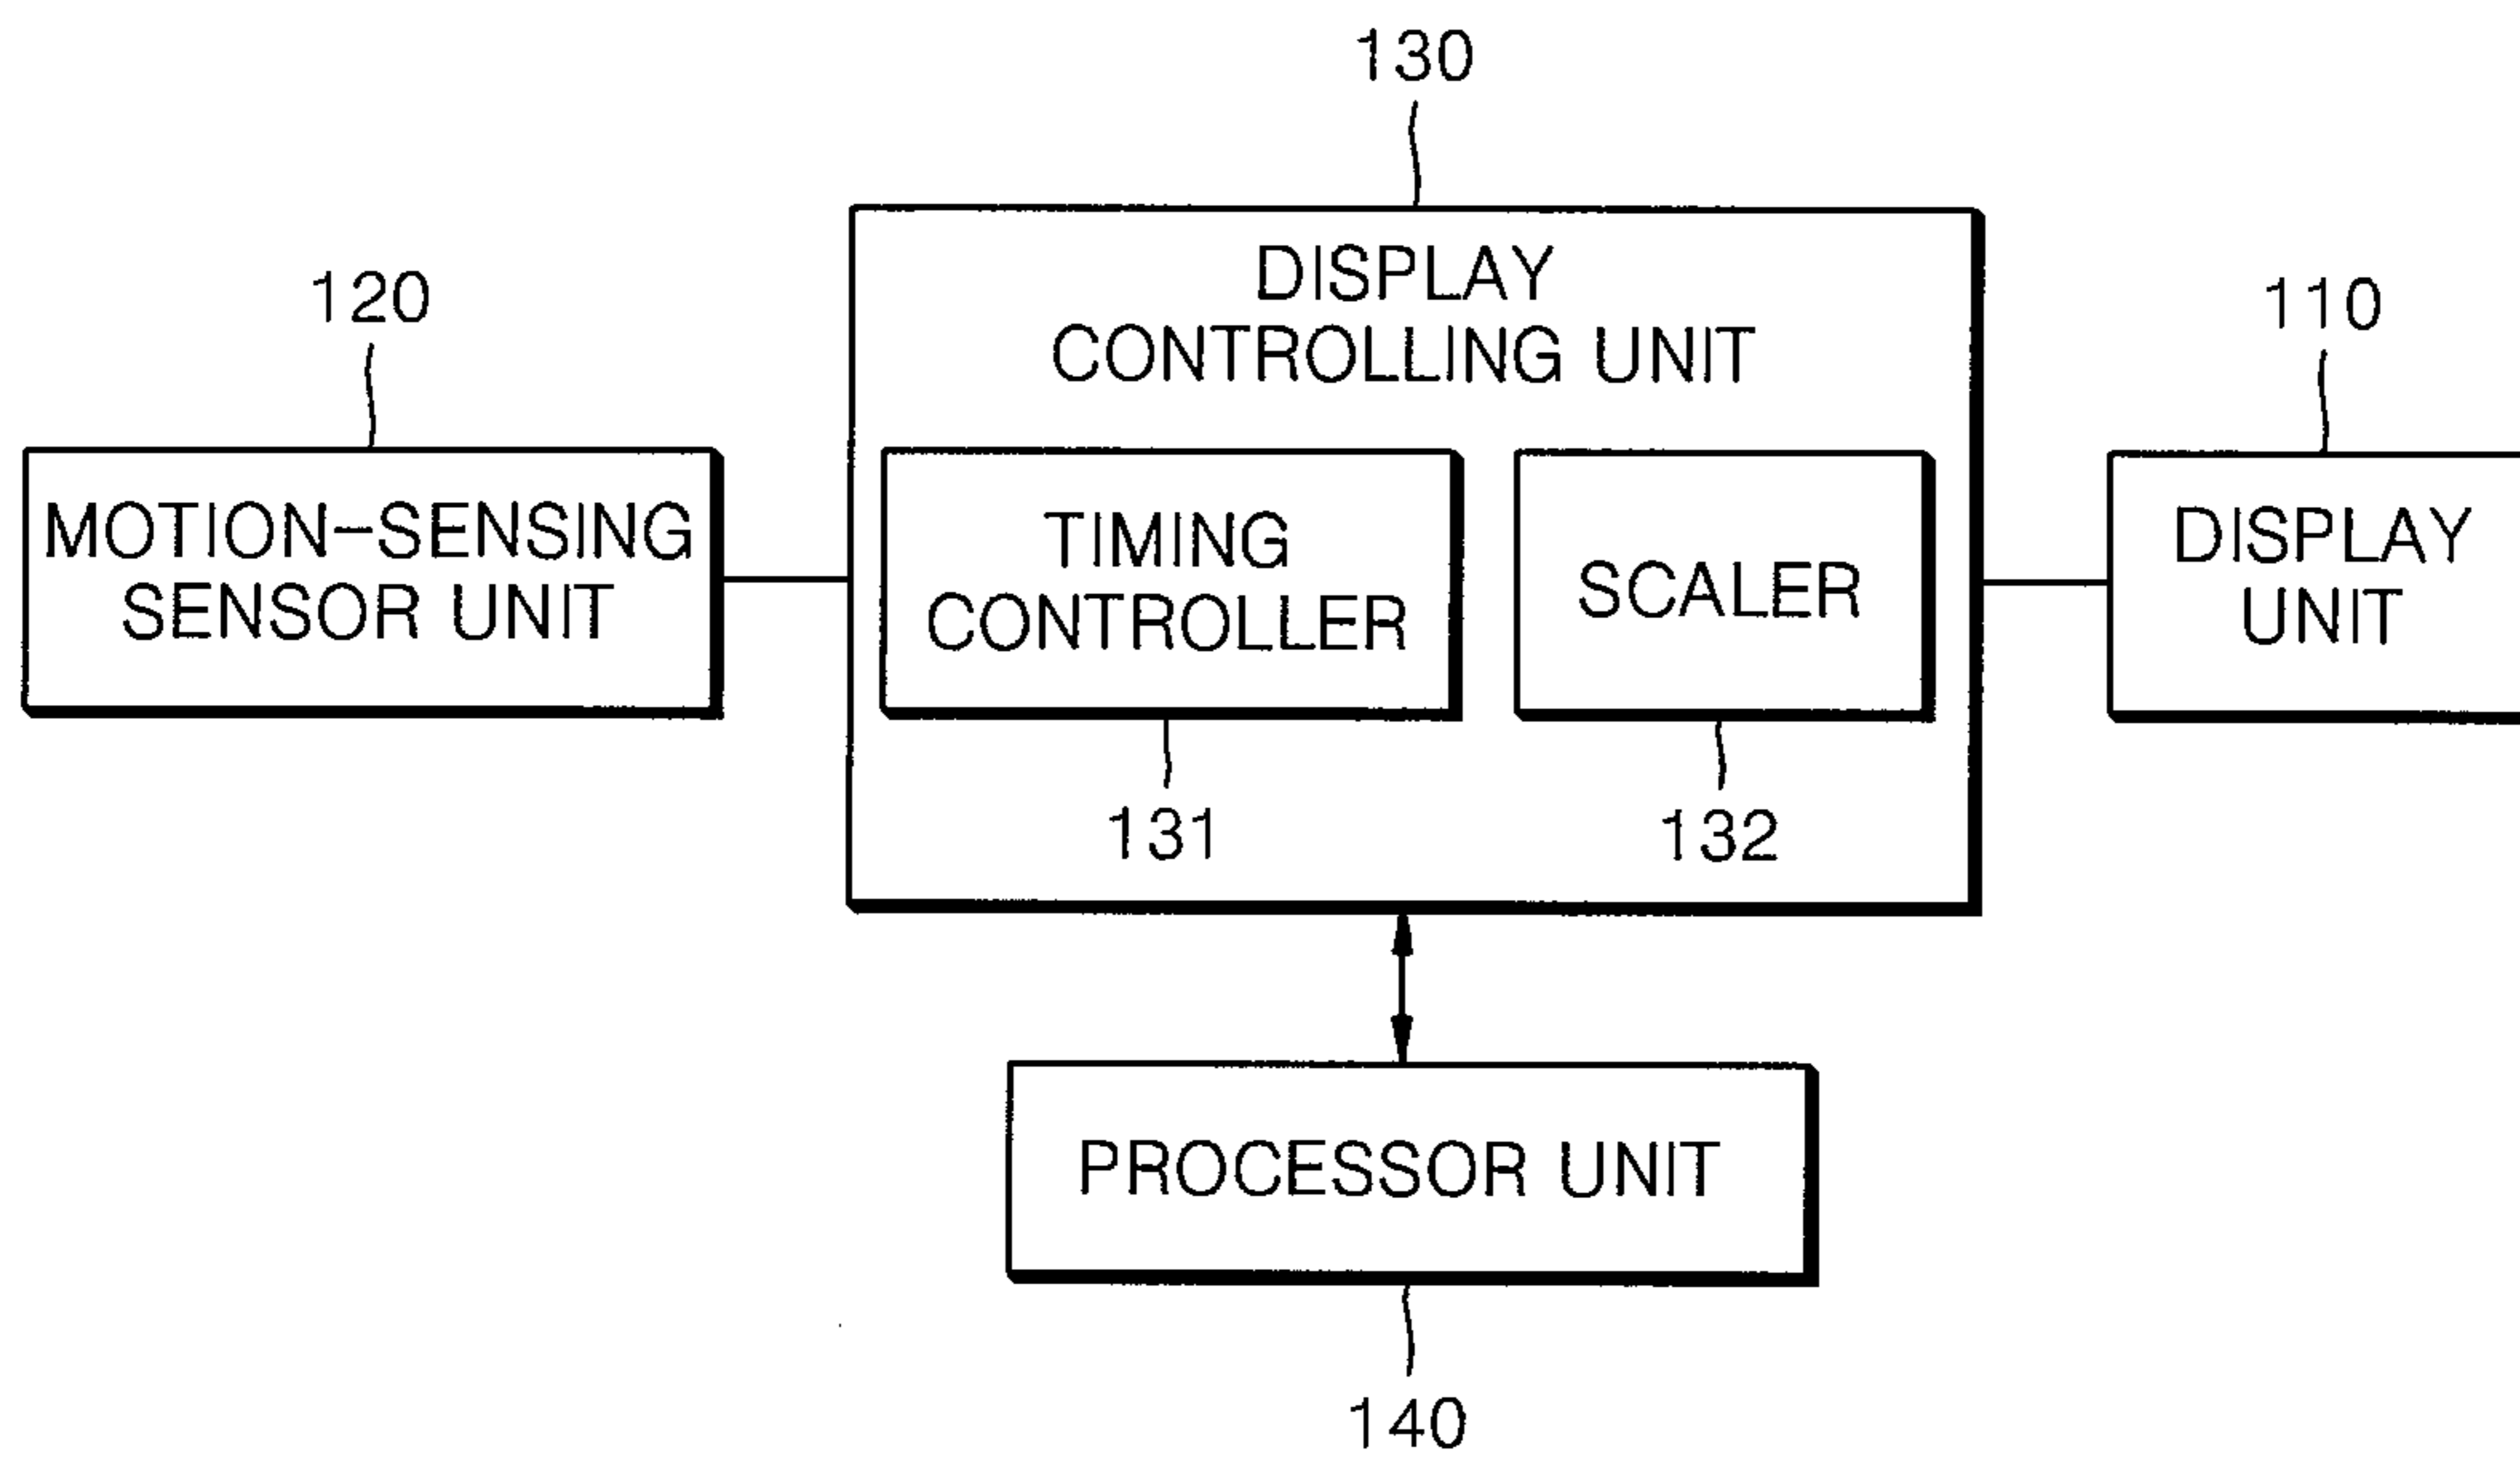 130
DISPLAY
CONTROLLING UNIT
120
110
MOTION-SENSING
SENSOR UNIT
TIMING
CONTROLLER
SCALER
DISPLAY
UNIT
131
132
PROCESSOR UNIT
140